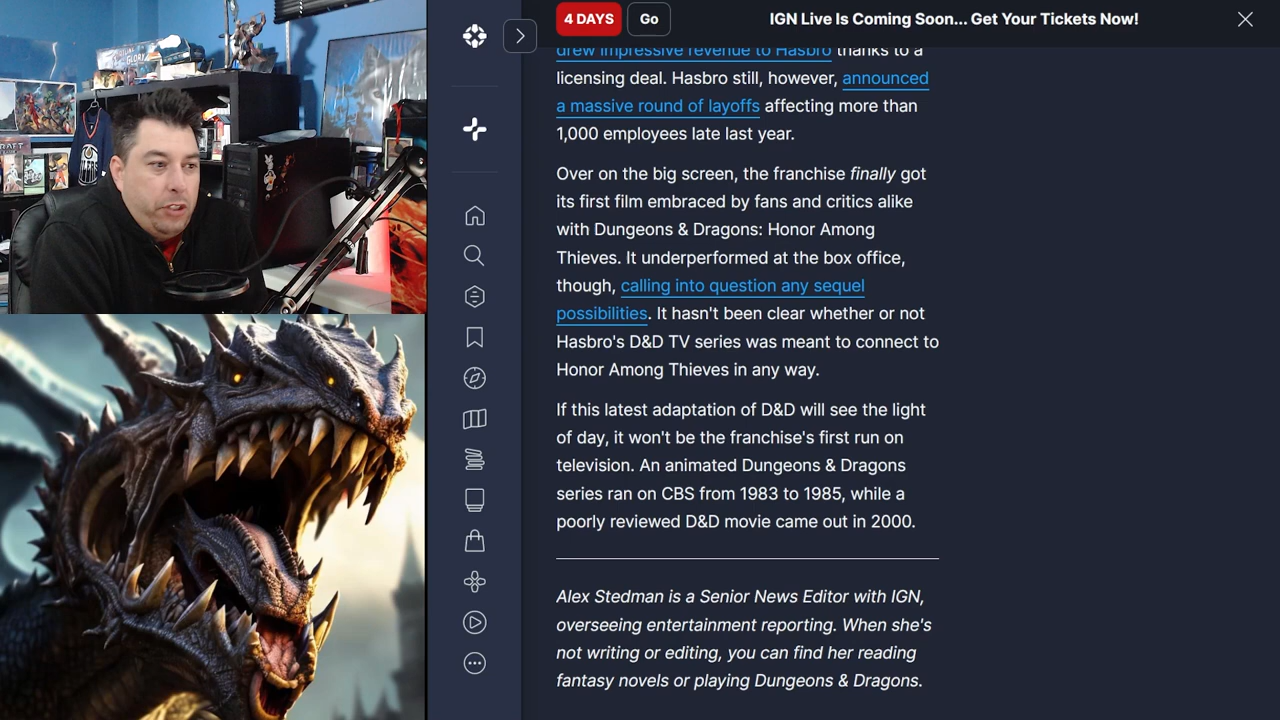 4 DAYS
Go
IGN Live Is Coming Soon... Get Your Tickets Now!
drew impressive revenue to Hasbro thanks to a
licensing deal. Hasbro still, however, announced
a massive round of layoffs affecting more than
1,000 employees late last year.
Over on the big screen, the franchise finally got
its first film embraced by fans and critics alike
with Dungeons & Dragons: Honor Among
Thieves. It underperformed at the box office,
though, calling into question any sequel
possibilities. It hasn't been clear whether or not
Hasbro's D&D TV series was meant to connect to
Honor Among Thieves in any way.
If this latest adaptation of D&D will see the light
of day, it won't be the franchise's first run on
television. An animated Dungeons & Dragons
series ran on CBS from 1983 to 1985, while a
poorly reviewed D&D movie came out in 2000.
Alex Stedman is a Senior News Editor with IGN,
overseeing entertainment reporting. When she's
not writing or editing, you can find her reading
fantasy novels or playing Dungeons & Dragons.
GLORY
OILERS